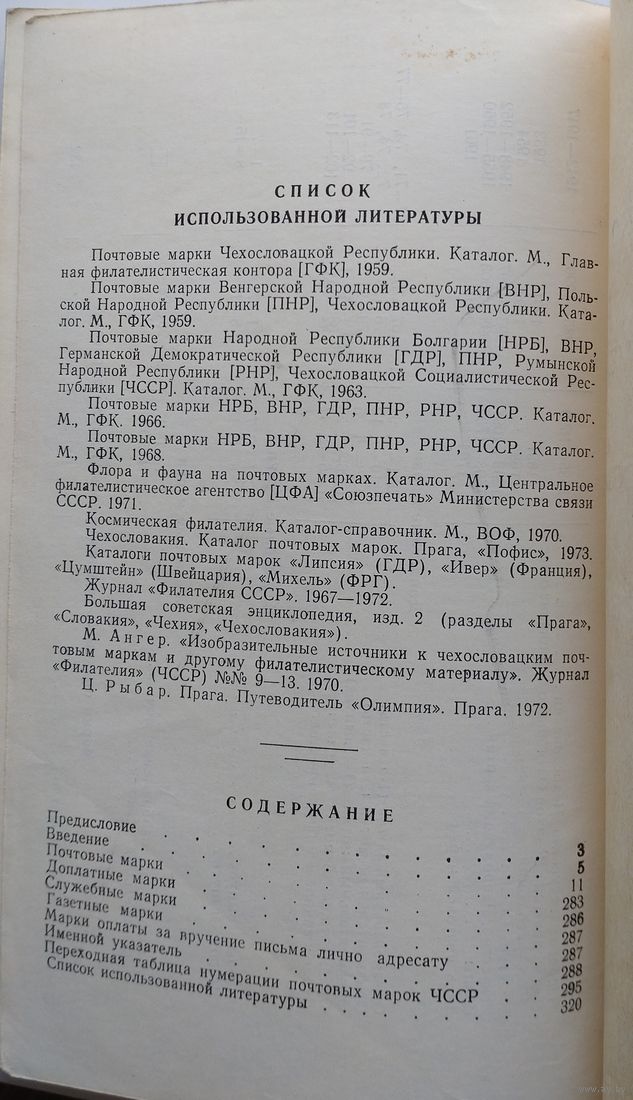 СПИСОК
ИСПОЛЬЗОВАННОЙ ЛИТЕРАТУРЫ
Почтовые марки Чехословацкой Республики. Каталог. М., Глав-
ная филателистическая контора [ГФК], 1959.
Почтовые марки Венгерской Народной Республики [ВНР], Поль-
ской Народной Республики [ПНР], Чехословацкой Республики. Ката-
лог. М., ГФК, 1959.
Почтовые марки Народной Республики Болгарии [НРБ], ВНР,
Германской Демократической Республики [ГДР], ПНР, Румынской
Народной Республики [РНР], Чехословацкой Социалистической Рес-
публики [ЧССР]. Каталог. М., ГФК, 1963.
Почтовые марки НРБ, ВНР, ГДР, ПНР, РНР, ЧССР. Каталог.
М., ГФК. 1966.
Почтовые марки НРБ, ВНР, ГДР, ПНР, РНР, ЧССР. Каталог.
М., ГФК, 1968.
Флора и фауна на почтовых марках. Каталог. М., Центральное
филателистическое агентство [ЦФА] «Союзпечать» Министерства связи
СССР. 1971.
Космическая филателия. Каталог-справочник. М., ВОФ, 1970.
Чехословакия. Каталог почтовых марок. Прага, «Пофис», 1973.
Каталоги почтовых марок «Липсия» (ГДР), «Ивер» (Франция),
«Цумштейн» (Швейцария), «Михель» (ФРГ).
Журнал «Филателия СССР». 1967—1972.
Большая советская энциклопедия, изд. 2 (разделы «Прага»,
«Словакия», «Чехия», «Чехословакия»).
М. Ангер. «Изобразительные источники к чехословацким поч-
товым маркам и другому филателистическому материалу». Журнал
«Филателия» (ЧССР) №№ 9—13. 1970.
Ц. Рыбар. Прага. Путеводитель «Олимпия». Прага. 1972.
СОДЕРЖАНИЕ
Предисловие . . . . . . . . . . 3
Введение . . . . . . . . . . 5
Почтовые марки . . . . . . . . . 11
Доплатные марки . . . . . . . . . 283
Служебные марки . . . . . . . . . 286
Газетные марки . . . . . . . . . 287
Марки оплаты за вручение письма лично адресату . . . 287
Именной указатель . . . . . . . . . 288
Переходная таблица нумерации почтовых марок ЧССР . . 295
Список использованной литературы . . . . . . 320
www.ay.by